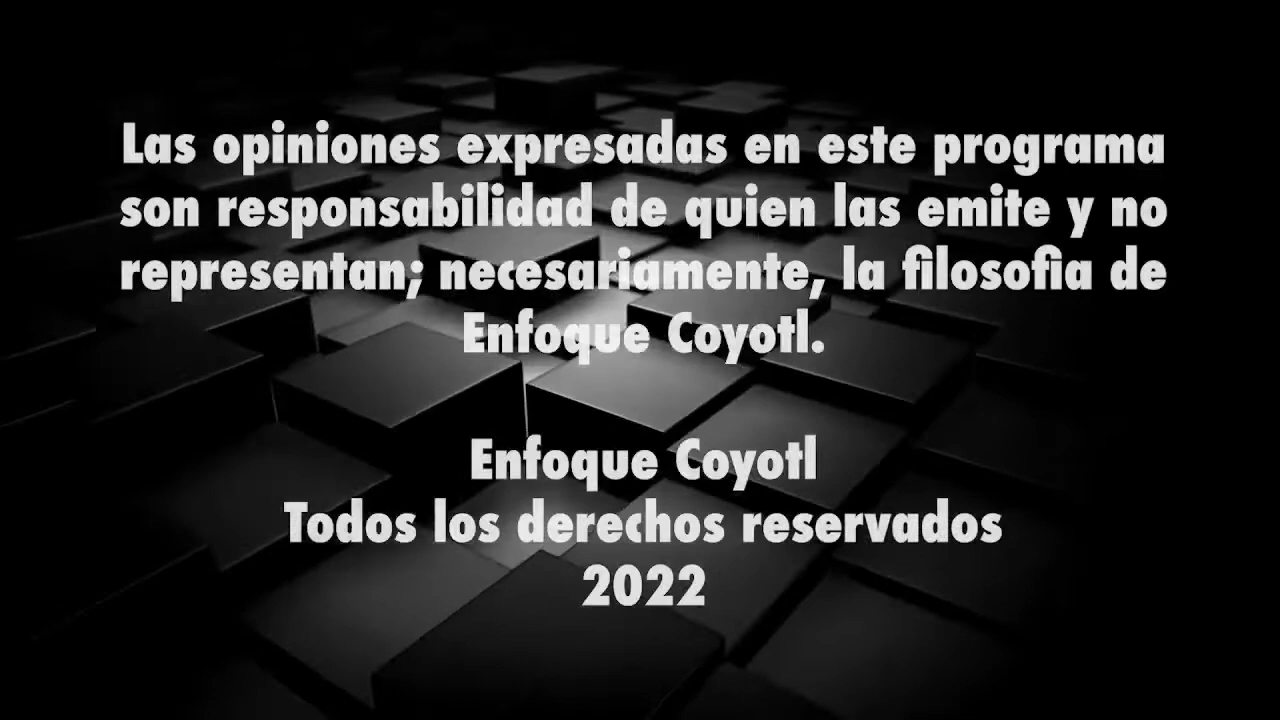 Las opiniones expresadas en este programa
son responsabilidad de quien las emite y no
representan; necesariamente, la filosofia de
Enfoque Coyotl.
Enfoque Coyotl
Todos los derechos reservados
2022